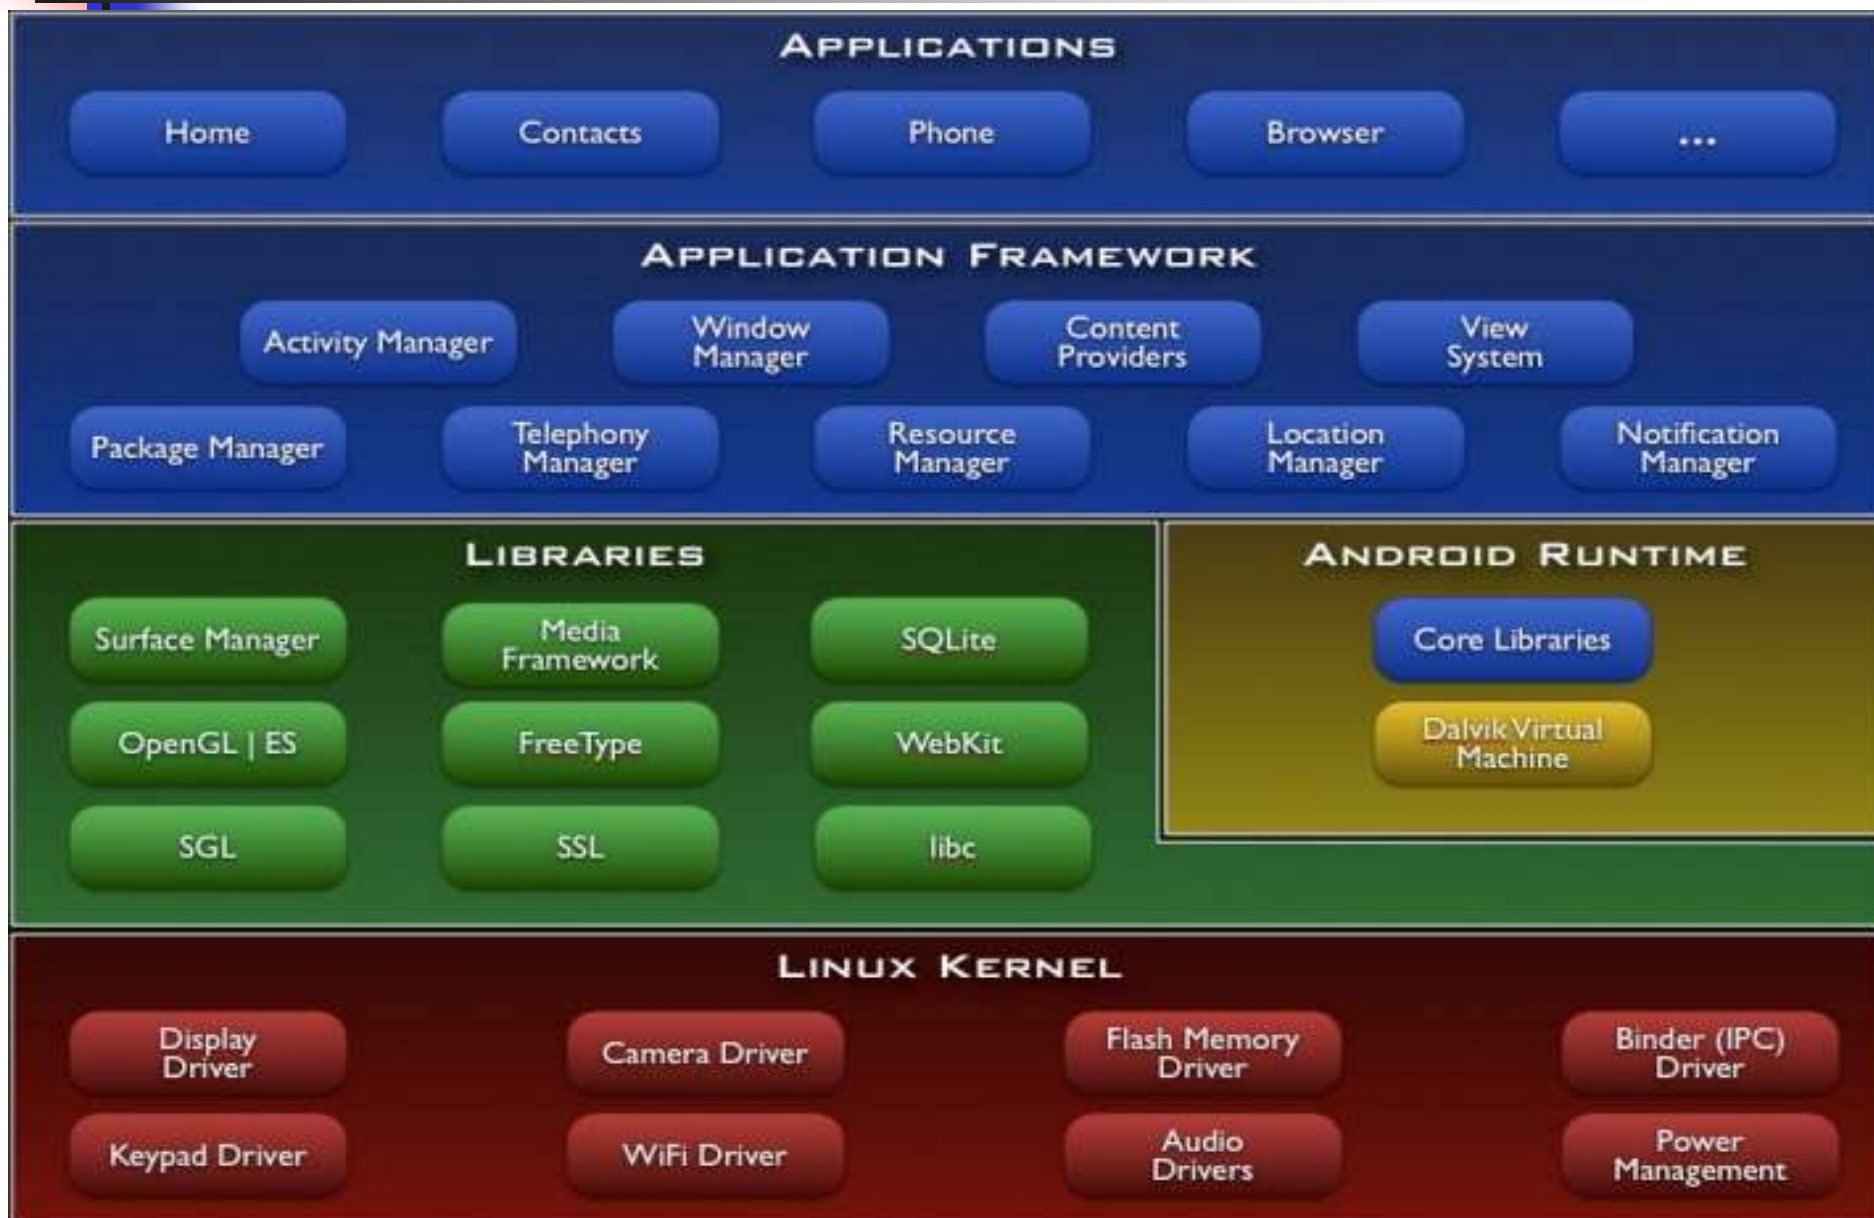 APPLICATIONS
Home
Contacts
Phone
Browser
...
APPLICATION FRAMEWORK
Activity Manager
Window
Manager
Content
Providers
View
System
Package Manager
Telephony
Manager
Resource
Manager
Location
Manager
Notification
Manager
LIBRARIES
Surface Manager
Media
Framework
SQLite
OpenGL | ES
FreeType
WebKit
SGL
SSL
libc
ANDROID RUNTIME
Core Libraries
Dalvik Virtual
Machine
LINUX KERNEL
Display
Driver
Camera Driver
Flash Memory
Driver
Binder (IPC)
Driver
Keypad Driver
WiFi Driver
Audio
Drivers
Power
Management